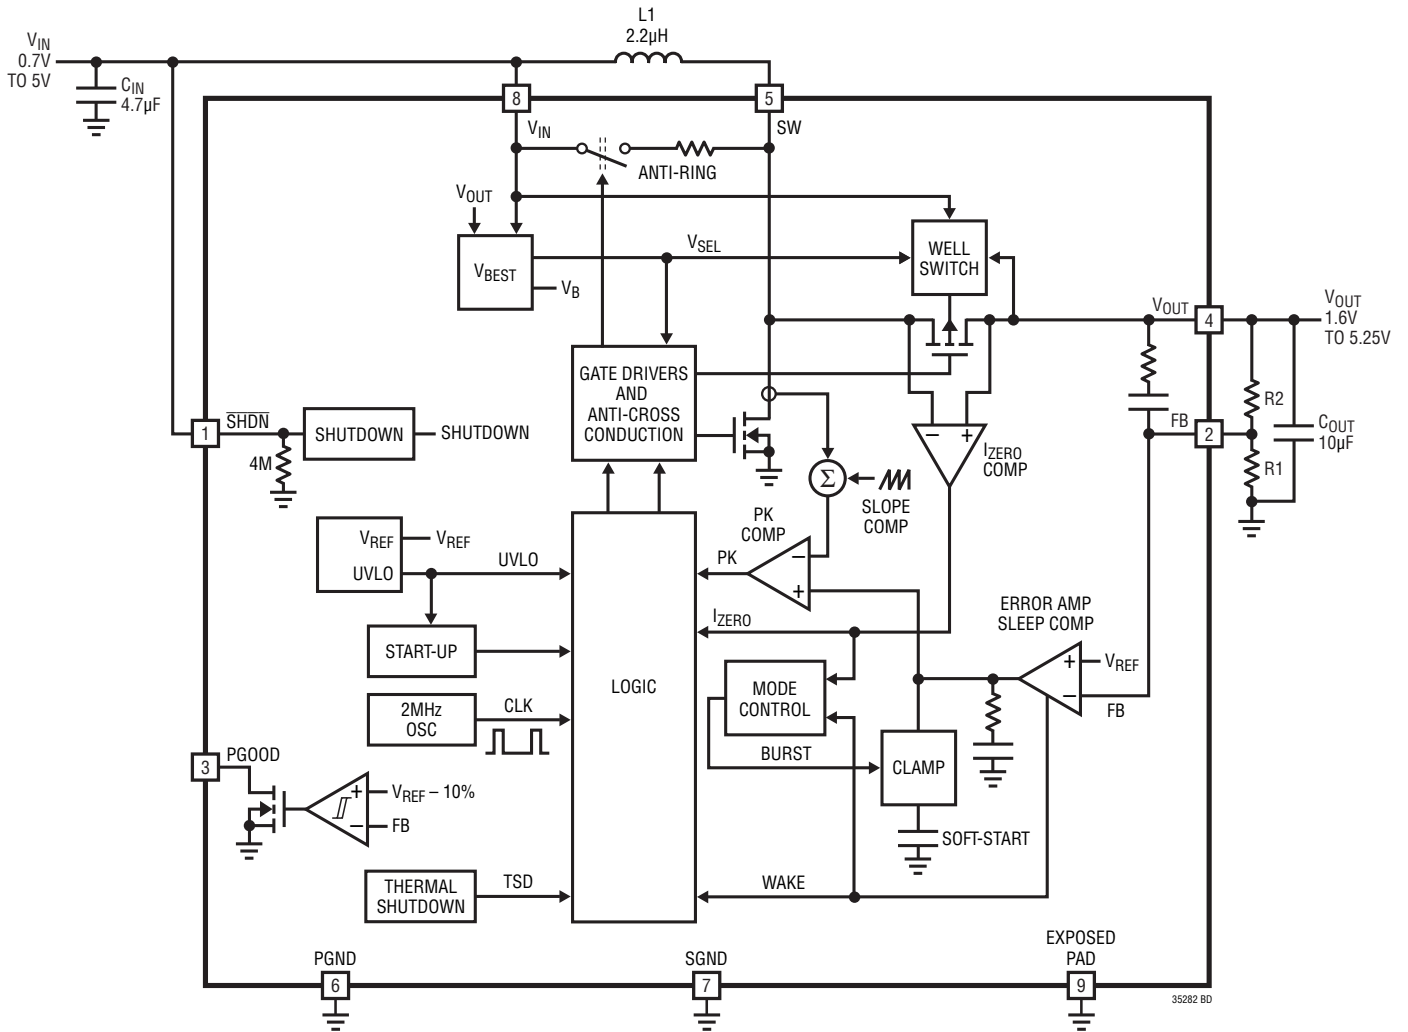 L1
2.2µH
VIN
0.7V
TO 5V
CIN
4.7µF
8
5
VIN
SW
ANTI-RING
VOUT
VBEST
VSEL
VB
WELL
SWITCH
VOUT
4
VOUT
1.6V
TO 5.25V
GATE DRIVERS
AND
ANTI-CROSS
CONDUCTION
1
SHDN
SHUTDOWN
SHUTDOWN
4M
–
+
IZERO
COMP
FB
2
R2
R1
COUT
10µF
Σ
SLOPE
COMP
PK
COMP
VREF
VREF
UVLO
UVLO
PK
–
+
START-UP
IZERO
ERROR AMP
SLEEP COMP
+
VREF
–
FB
LOGIC
2MHz
OSC
CLK
MODE
CONTROL
BURST
CLAMP
SOFT-START
3
PGOOD
+
VREF – 10%
–
FB
THERMAL
SHUTDOWN
TSD
WAKE
PGND
6
SGND
7
EXPOSED
PAD
9
35282 BD